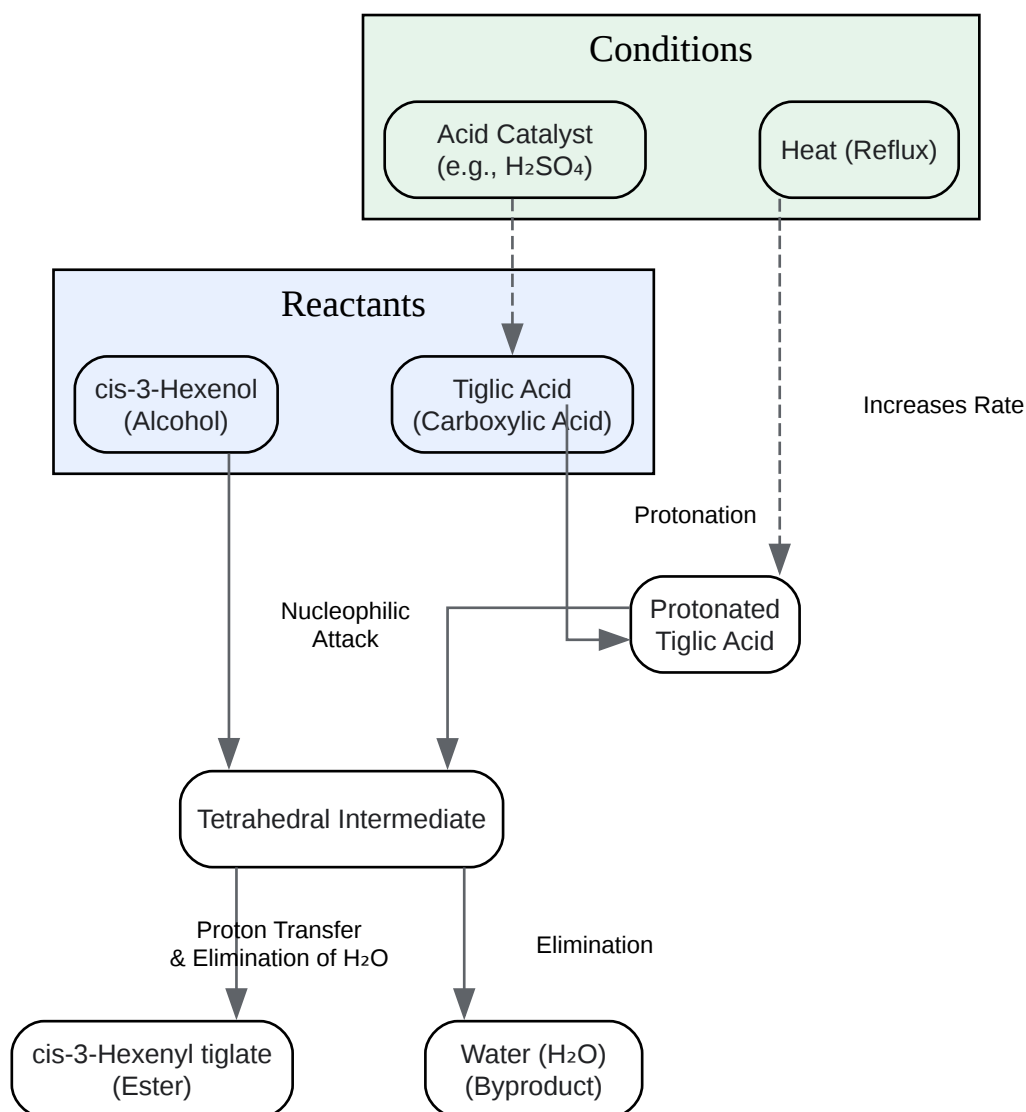 Conditions
Acid Catalyst
(e.g., H₂SO₄)
Heat (Reflux)
Reactants
cis-3-Hexenol
(Alcohol)
Tiglic Acid
(Carboxylic Acid)
Increases Rate
Protonation
Nucleophilic
Attack
Protonated
Tiglic Acid
Tetrahedral Intermediate
Proton Transfer
& Elimination of H₂O
Elimination
cis-3-Hexenyl tiglate
(Ester)
Water (H₂O)
(Byproduct)